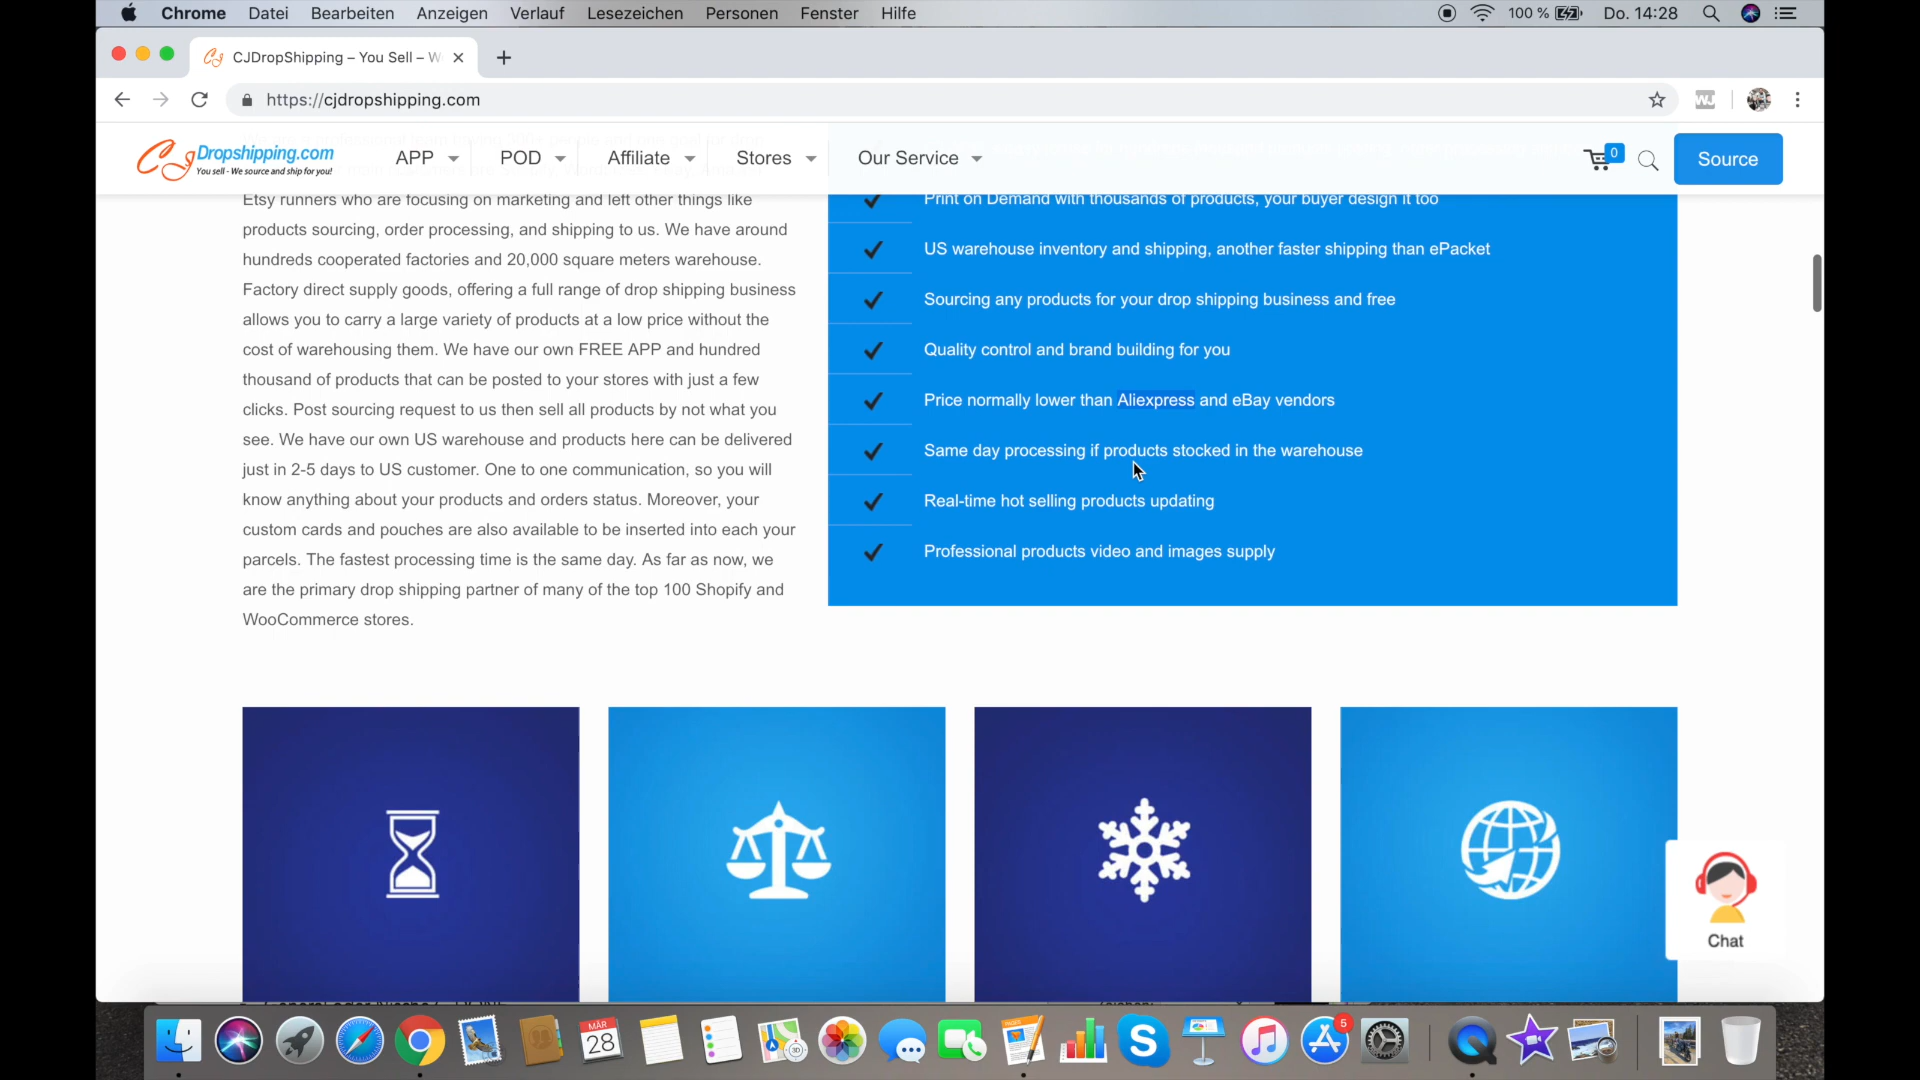 Chrome Datei Bearbeiten Anzeigen Verlauf Lesezeichen Personen Fenster Hilfe 100 % Do. 14:28
CJDropShipping – You Sell – W
https://cjdropshipping.com
WJ
CJ Dropshipping.com
You sell - We source and ship for you!
APP POD Affiliate Stores Our Service 0 Source
Etsy runners who are focusing on marketing and left other things like
products sourcing, order processing, and shipping to us. We have around
hundreds cooperated factories and 20,000 square meters warehouse.
Factory direct supply goods, offering a full range of drop shipping business
allows you to carry a large variety of products at a low price without the
cost of warehousing them. We have our own FREE APP and hundred
thousand of products that can be posted to your stores with just a few
clicks. Post sourcing request to us then sell all products by not what you
see. We have our own US warehouse and products here can be delivered
just in 2-5 days to US customer. One to one communication, so you will
know anything about your products and orders status. Moreover, your
custom cards and pouches are also available to be inserted into each your
parcels. The fastest processing time is the same day. As far as now, we
are the primary drop shipping partner of many of the top 100 Shopify and
WooCommerce stores.
Print on Demand with thousands of products, your buyer design it too
US warehouse inventory and shipping, another faster shipping than ePacket
Sourcing any products for your drop shipping business and free
Quality control and brand building for you
Price normally lower than Aliexpress and eBay vendors
Same day processing if products stocked in the warehouse
Real-time hot selling products updating
Professional products video and images supply
Chat
MÄR
28
3D
S
5